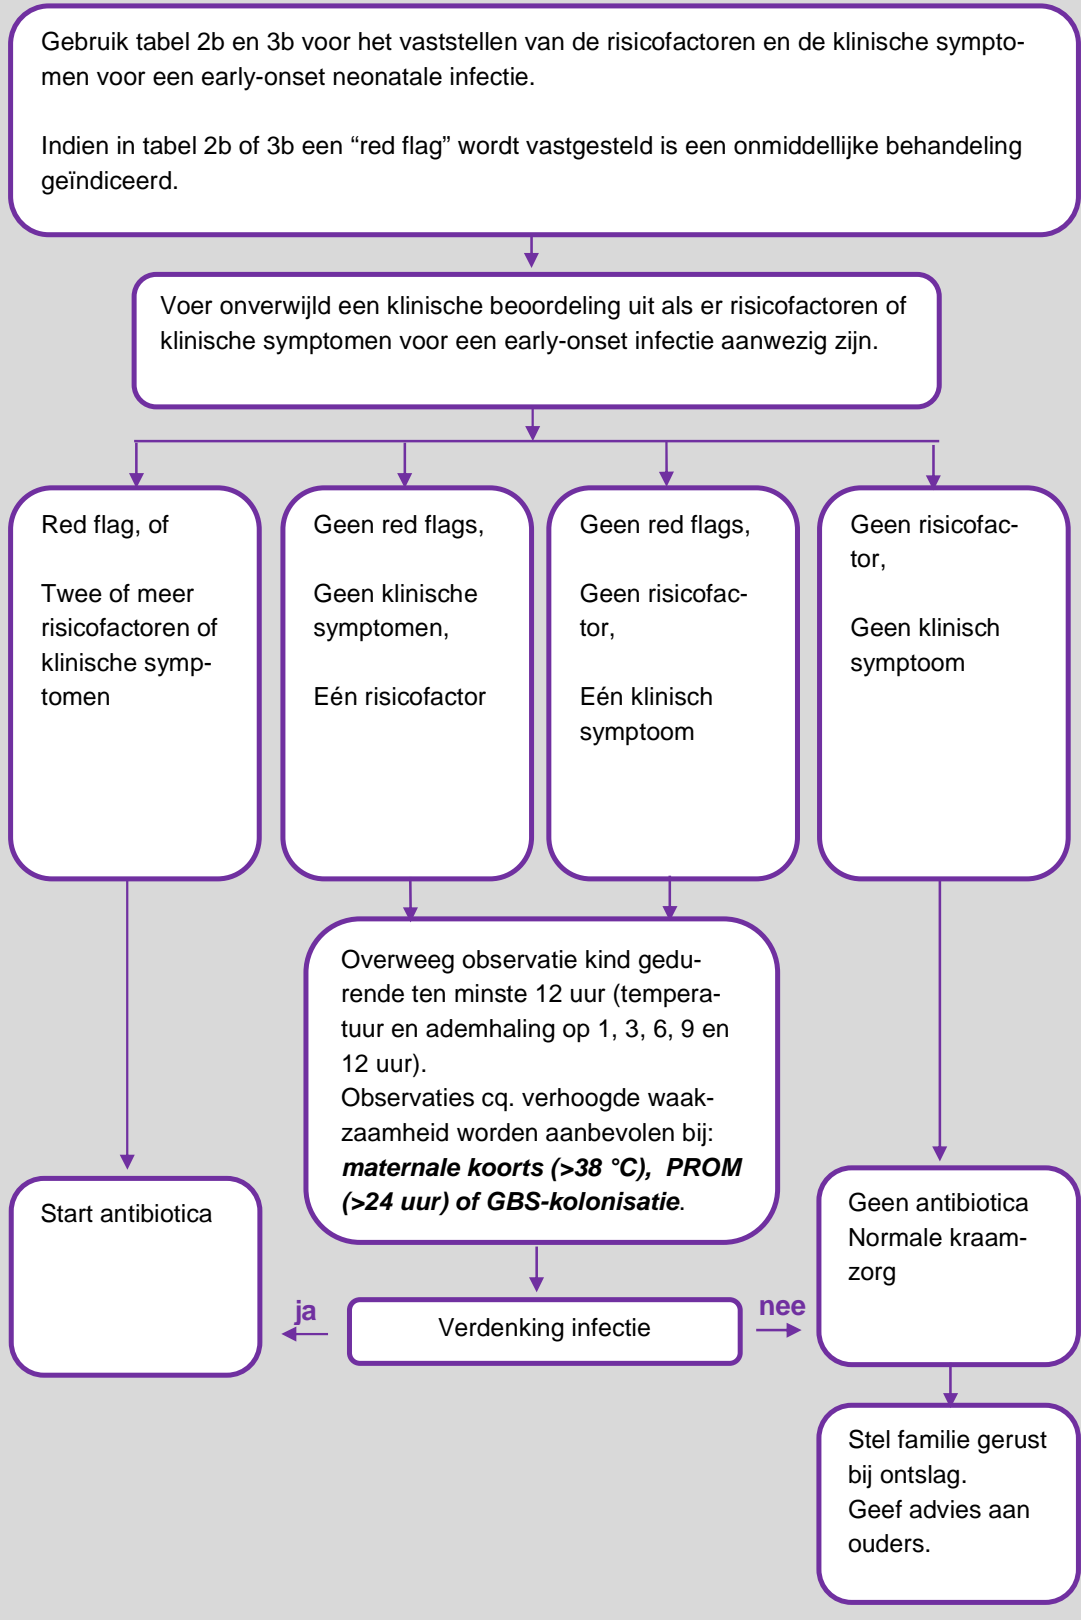 Gebruik tabel 2b en 3b voor het vaststellen van de risicofactoren en de klinische sympto-
men voor een early-onset neonatale infectie.
Indien in tabel 2b of 3b een “red flag” wordt vastgesteld is een onmiddellijke behandeling
geïndiceerd.
Voer onverwijld een klinische beoordeling uit als er risicofactoren of
klinische symptomen voor een early-onset infectie aanwezig zijn.
Red flag, of
Twee of meer
risicofactoren of
klinische symp-
tomen
Geen red flags,
Geen klinische
symptomen,
Eén risicofactor
Geen red flags,
Geen risicofac-
tor,
Eén klinisch
symptoom
Geen risicofac-
tor,
Geen klinisch
symptoom
Overweeg observatie kind gedu-
rende ten minste 12 uur (tempera-
tuur en ademhaling op 1, 3, 6, 9 en
12 uur).
Observaties cq. verhoogde waak-
zaamheid worden aanbevolen bij:
maternale koorts (>38 °C), PROM
(>24 uur) of GBS-kolonisatie.
Start antibiotica
Geen antibiotica
Normale kraam-
zorg
ja
Verdenking infectie
nee
Stel familie gerust
bij ontslag.
Geef advies aan
ouders.